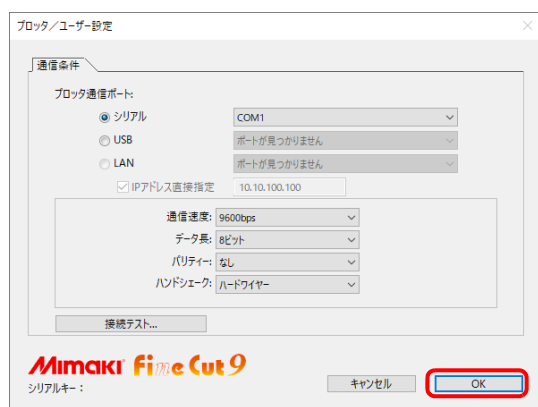 プロッタ／ユーザー設定
通信条件
プロッタ通信ポート:
シリアル COM1
USB ポートが見つかりません
LAN ポートが見つかりません
IPアドレス直接指定 10.10.100.100
通信速度: 9600bps
データ長: 8ビット
パリティー: なし
ハンドシェーク: ハードワイヤー
接続テスト...
Mimaki Fine Cut 9
シリアルキー：
キャンセル OK